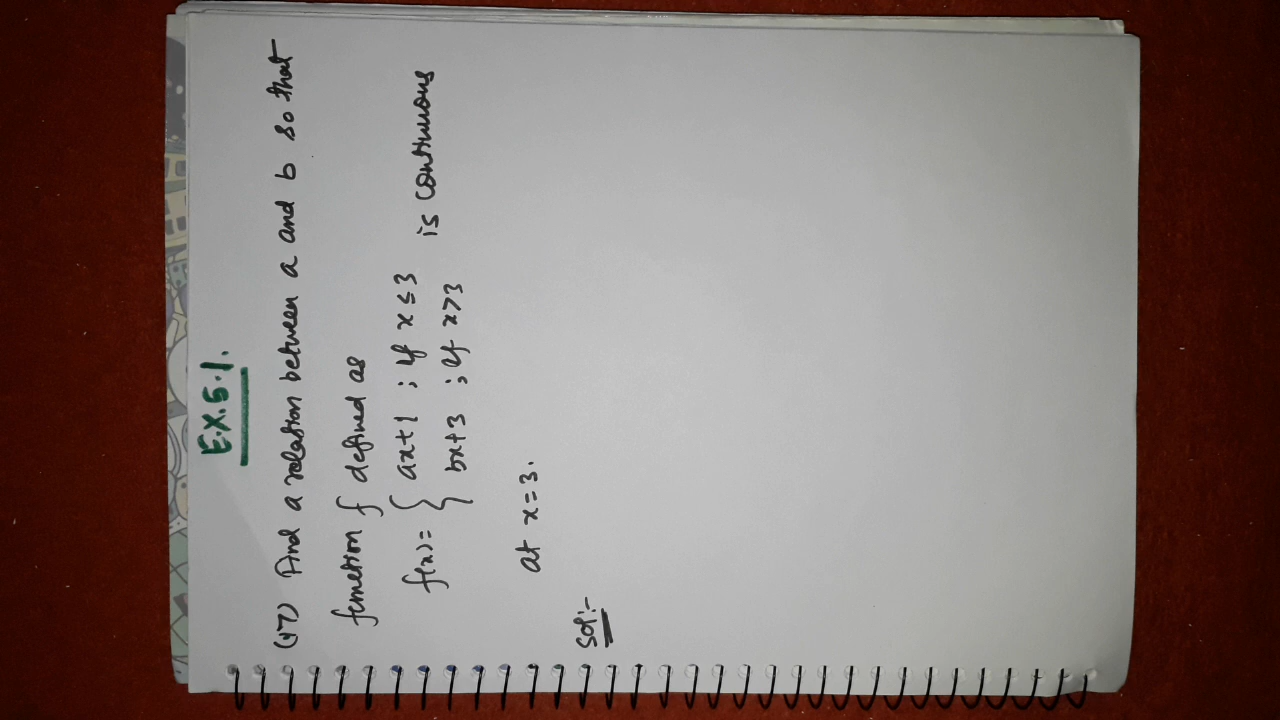 EX.5.1.
(17) Find a relation between a and b so that
function f defined as
f(x) = { ax+1 ; if x ≤ 3
bx+3 ; if x>3 is continuous
at x=3.
Sol:-